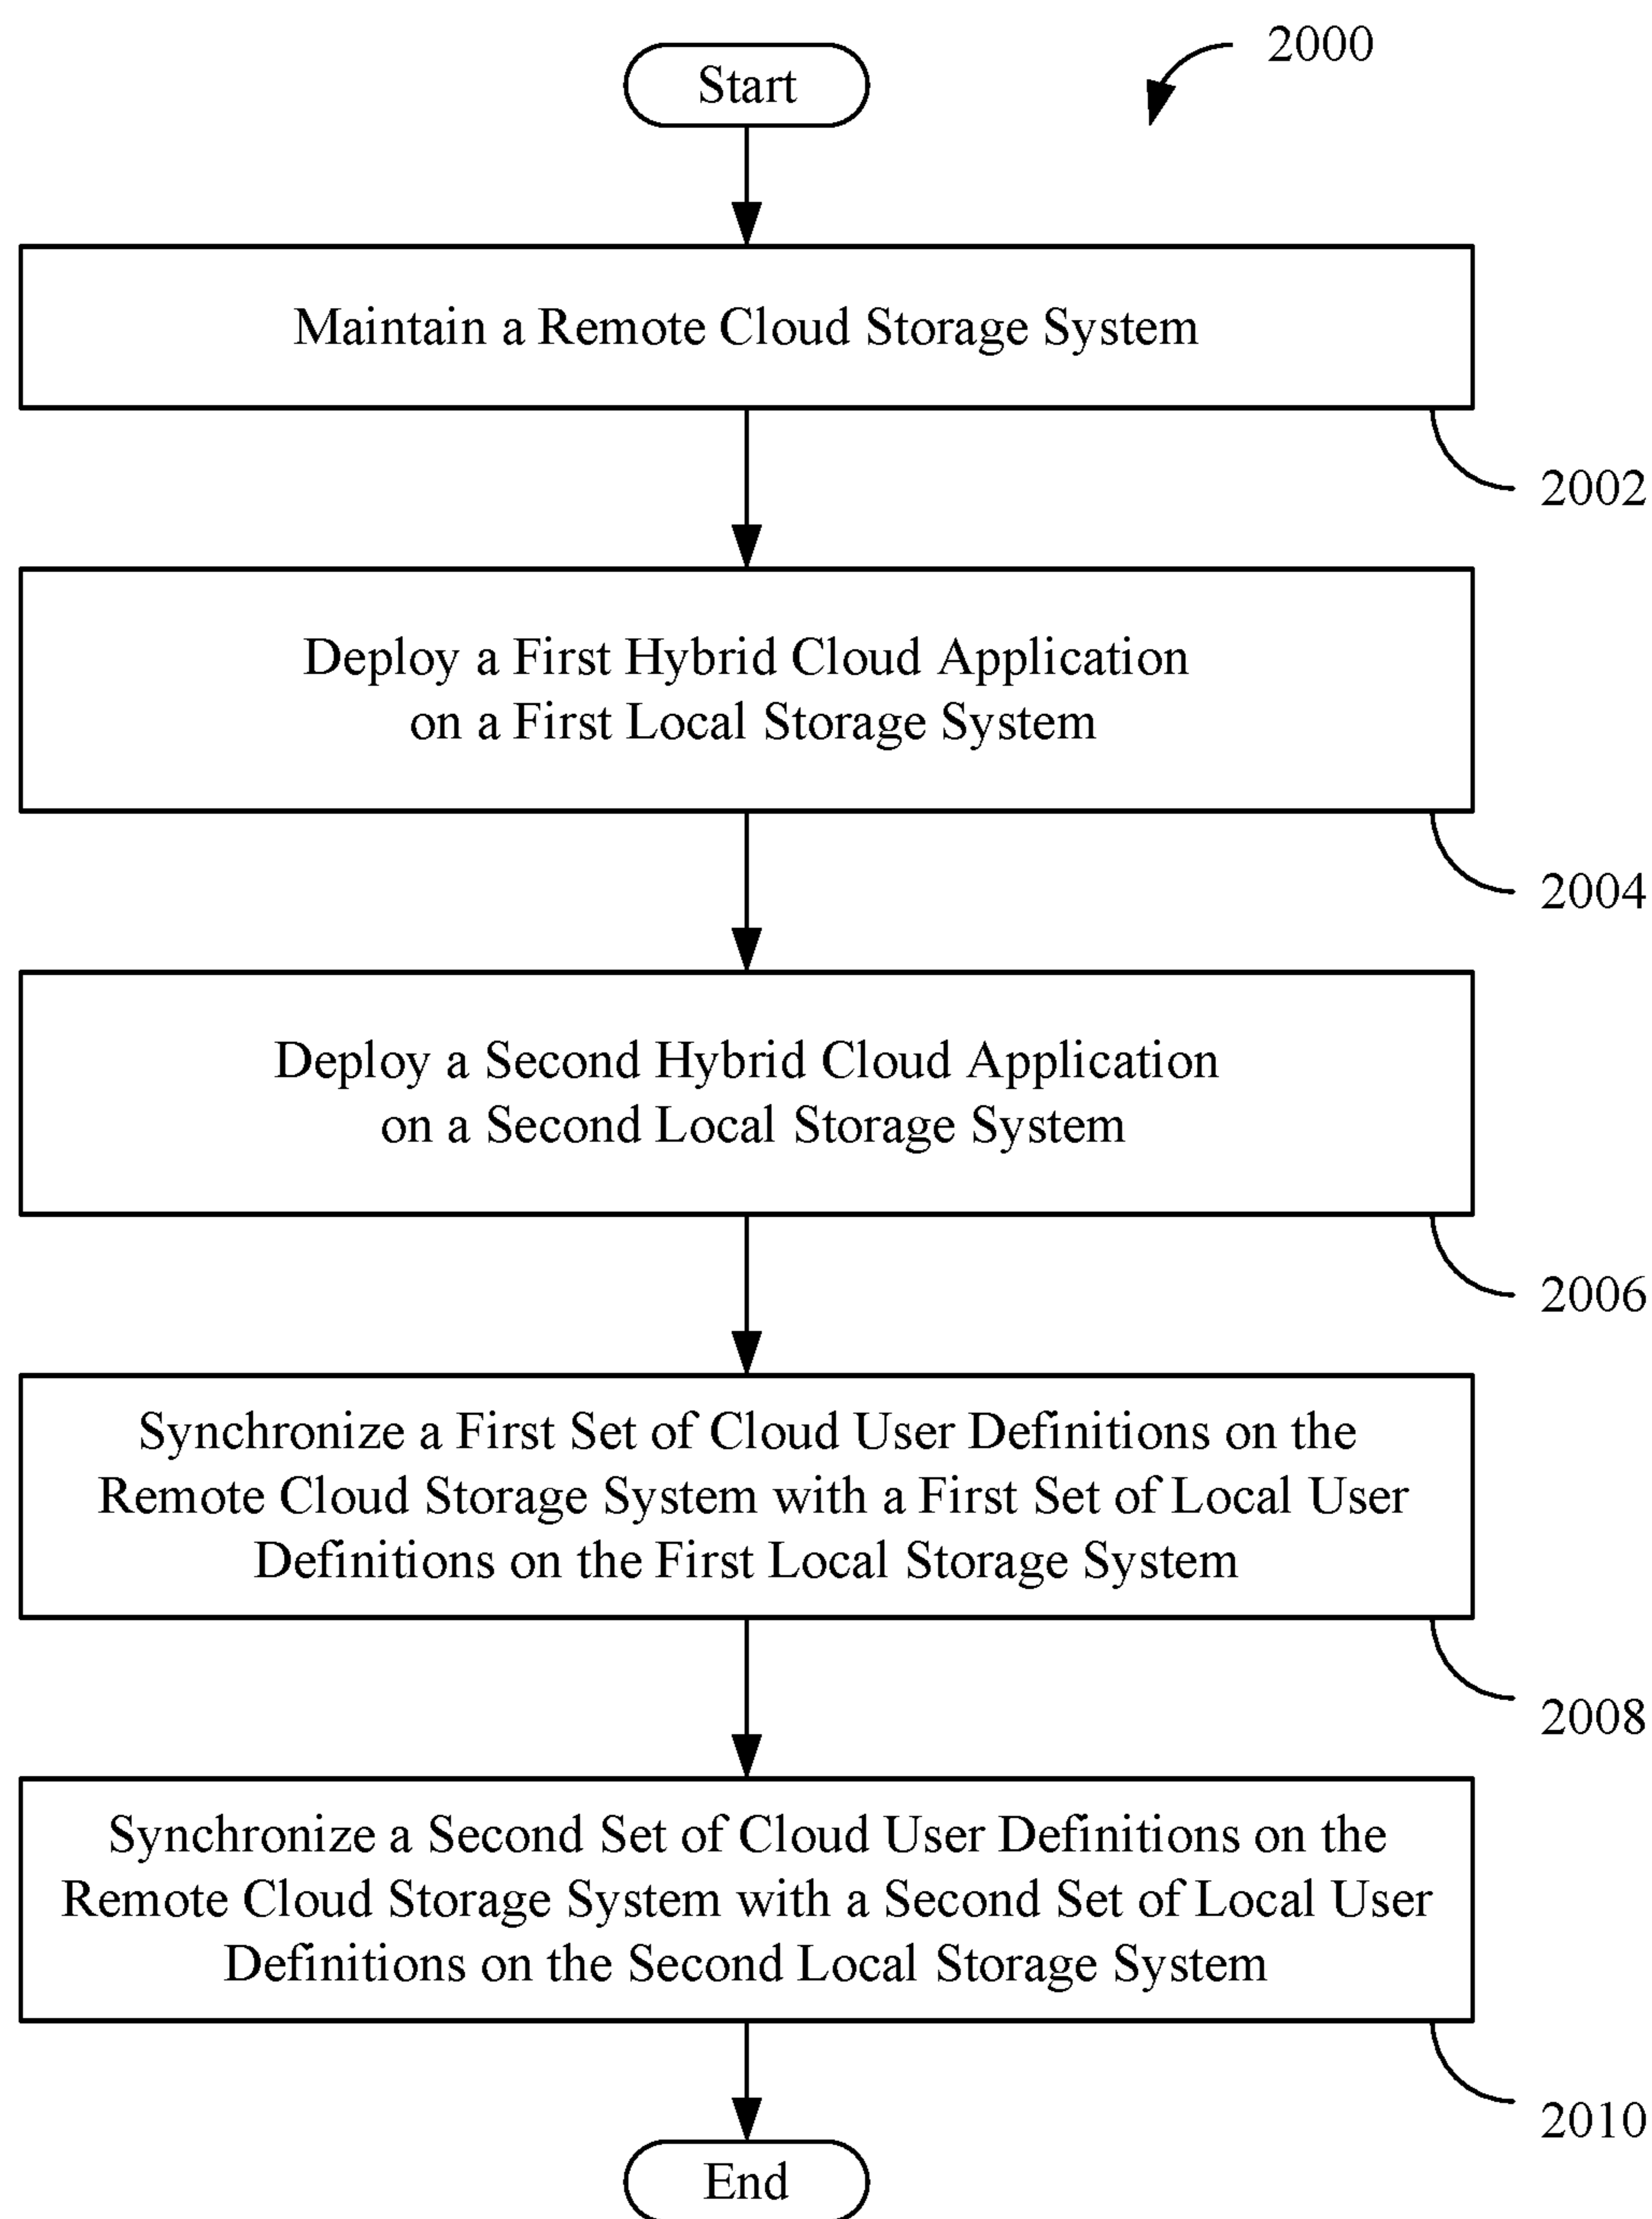 2000
Start
Maintain a Remote Cloud Storage System
2002
Deploy a First Hybrid Cloud Application
on a First Local Storage System
2004
Deploy a Second Hybrid Cloud Application
on a Second Local Storage System
2006
Synchronize a First Set of Cloud User Definitions on the
Remote Cloud Storage System with a First Set of Local User
Definitions on the First Local Storage System
2008
Synchronize a Second Set of Cloud User Definitions on the
Remote Cloud Storage System with a Second Set of Local User
Definitions on the Second Local Storage System
2010
End